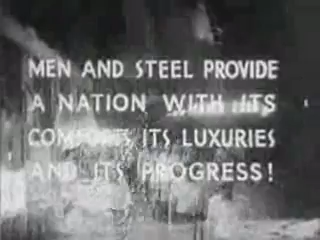 MEN AND STEEL PROVIDE
A NATION WITH ITS
COMFORTS, ITS LUXURIES
AND ITS PROGRESS!